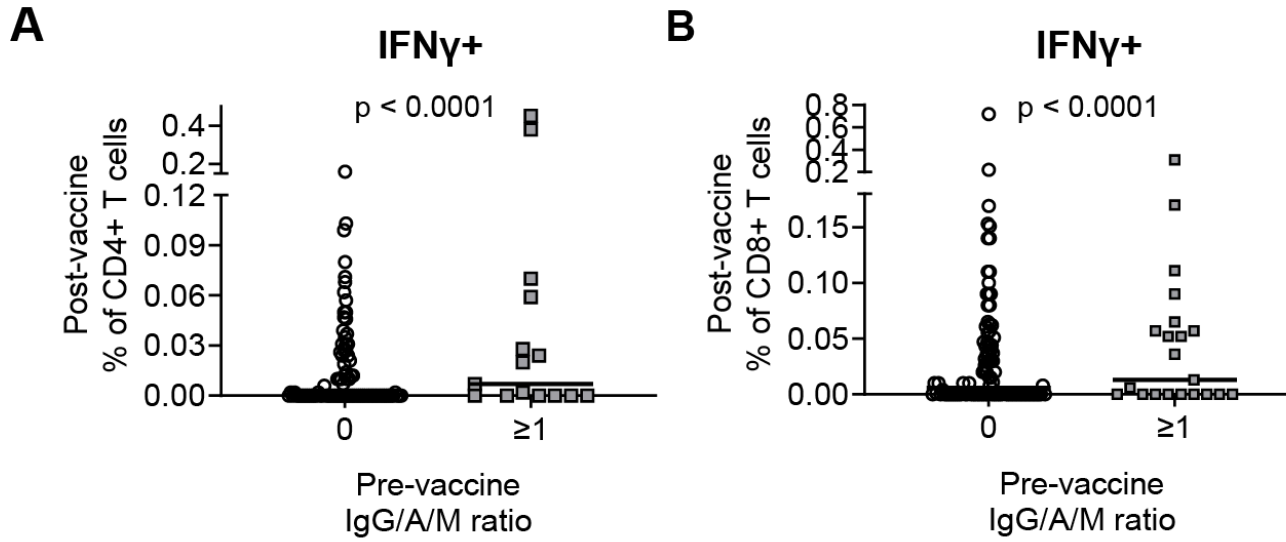 A
IFNγ+
p < 0.0001
Post-vaccine
% of CD4+ T cells
0.4
0.2
0.12
0.09
0.06
0.03
0.00
0
≥1
Pre-vaccine
IgG/A/M ratio
B
IFNγ+
p < 0.0001
Post-vaccine
% of CD8+ T cells
0.8
0.6
0.4
0.2
0.15
0.10
0.05
0.00
0
≥1
Pre-vaccine
IgG/A/M ratio